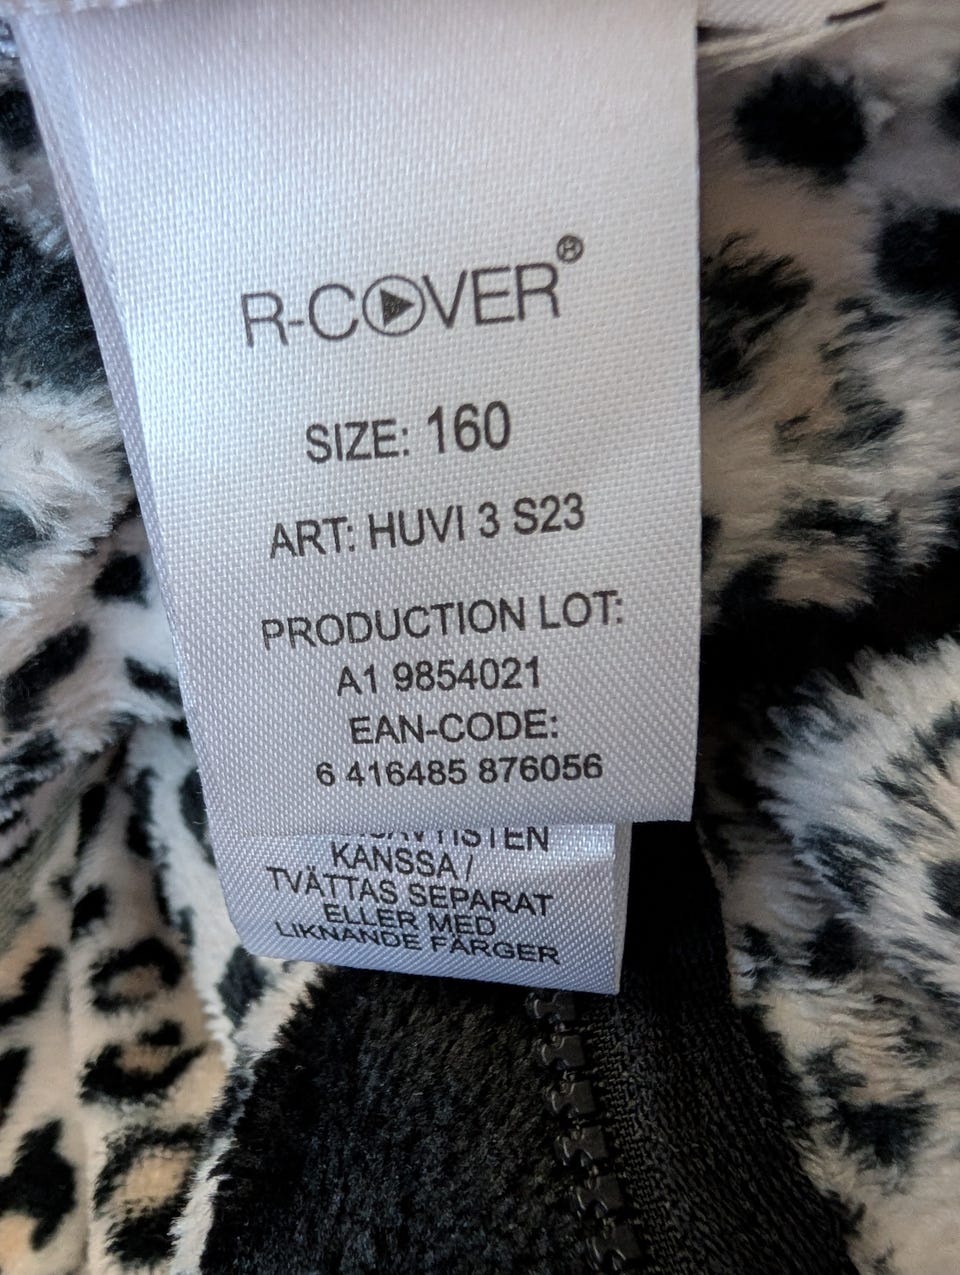 R-COVER®
SIZE: 160
ART: HUVI 3 S23
PRODUCTION LOT:
A1 9854021
EAN-CODE:
6 416485 876056
KANSSA/
TVÄTTAS SEPARAT
ELLER MED
LIKNANDE FÄRGER